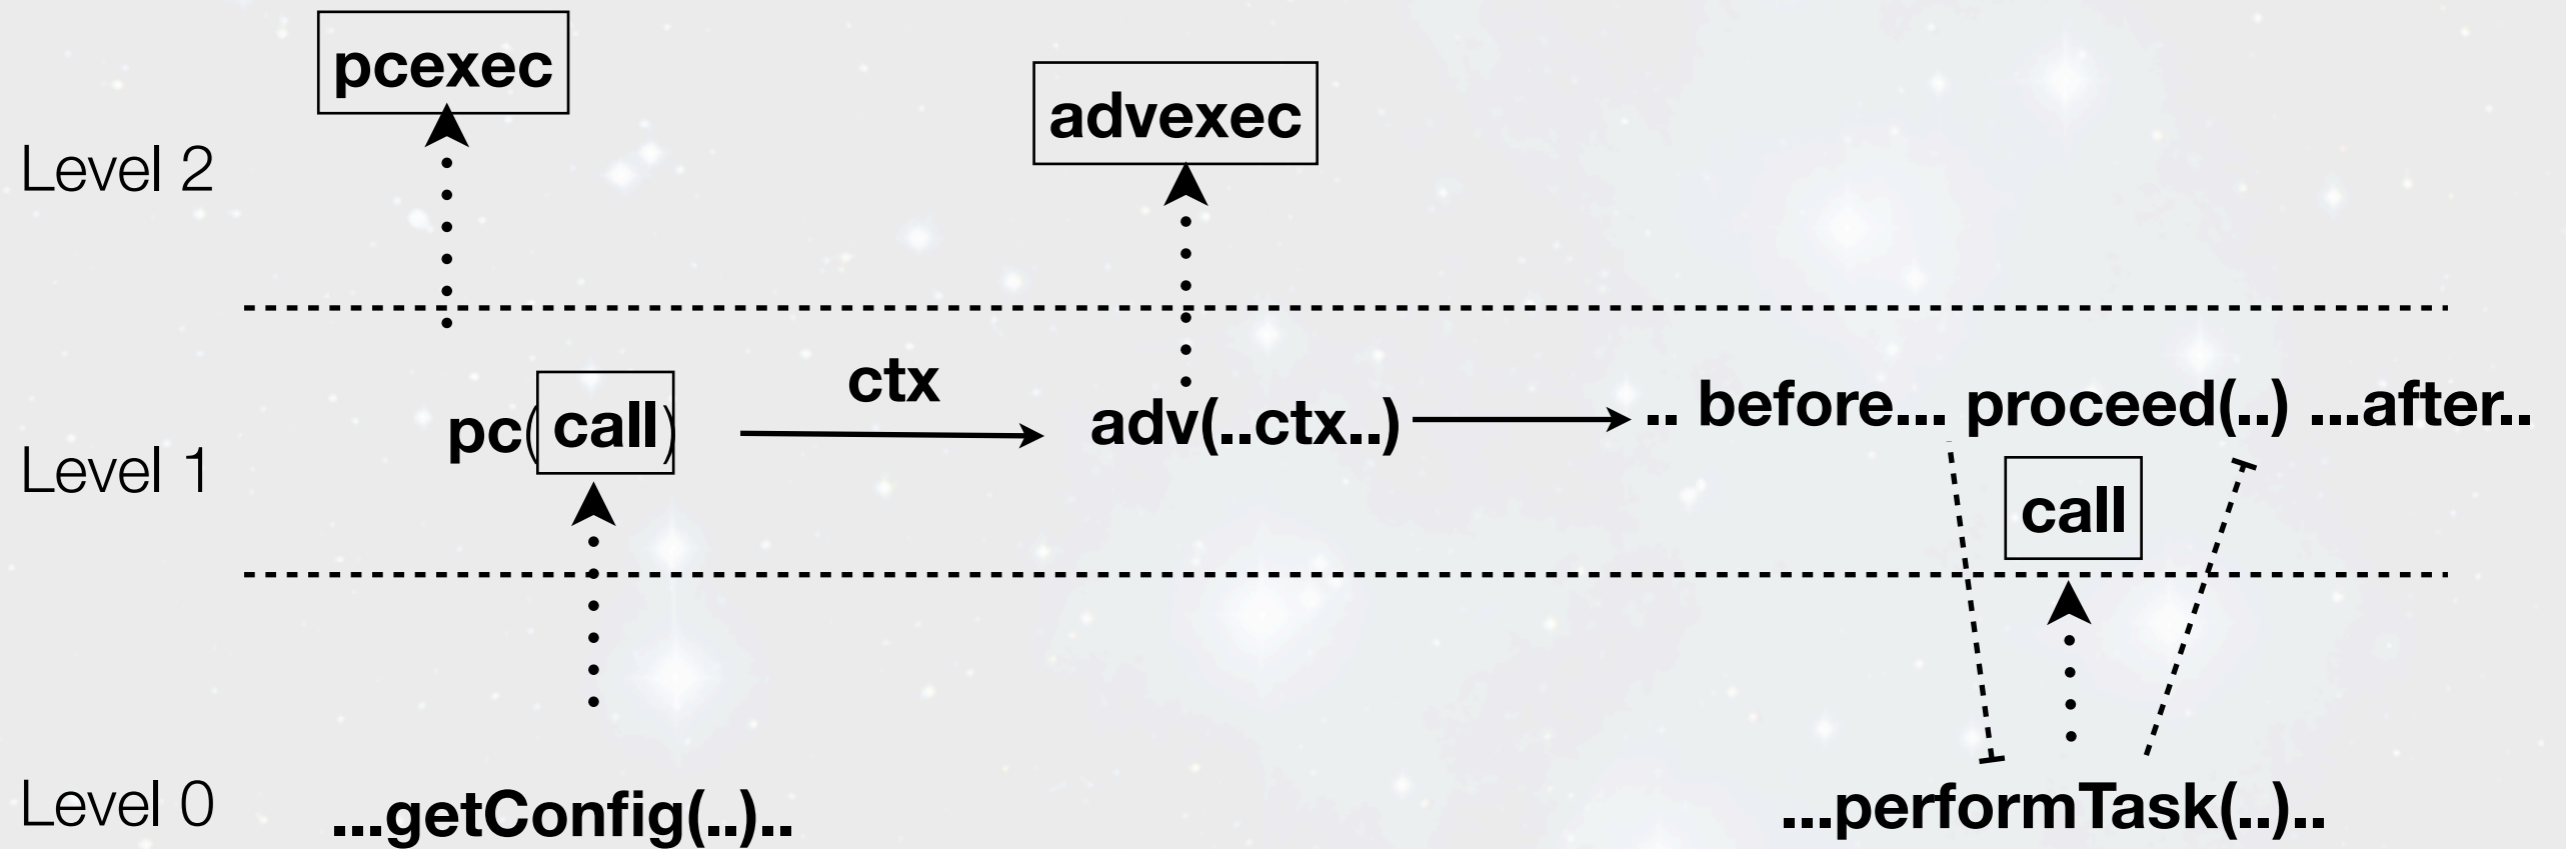 pcexec
advexec
Level 2
ctx
pc( call)
adv(..ctx..)
.. before... proceed(..) ...after..
Level 1
call
Level 0
...getConfig(..)..
...performTask(..)..